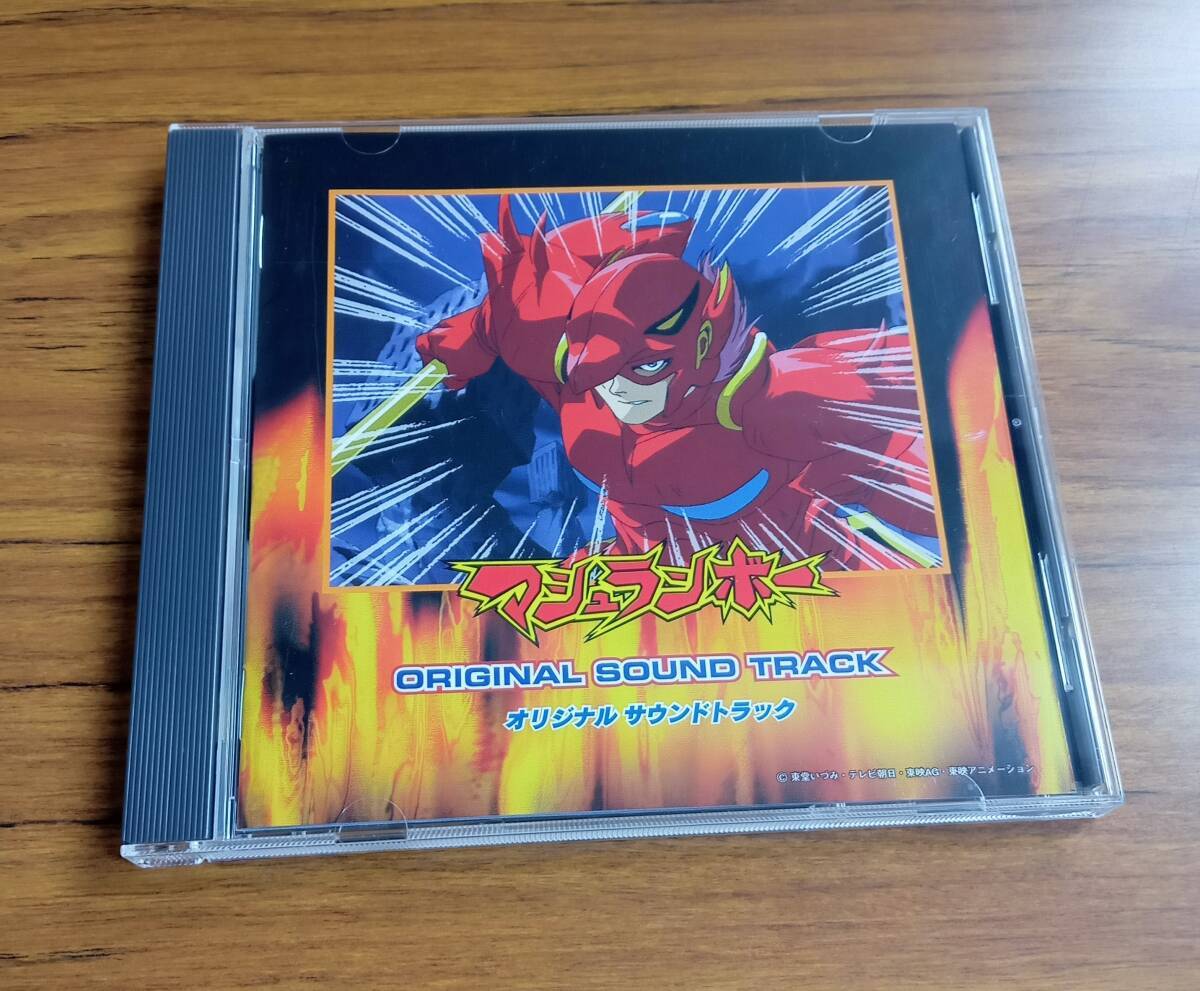 マシュランボー
ORIGINAL SOUND TRACK
オリジナル サウンドトラック
© 東堂いづみ・テレビ朝日・東映AG・東映アニメーション